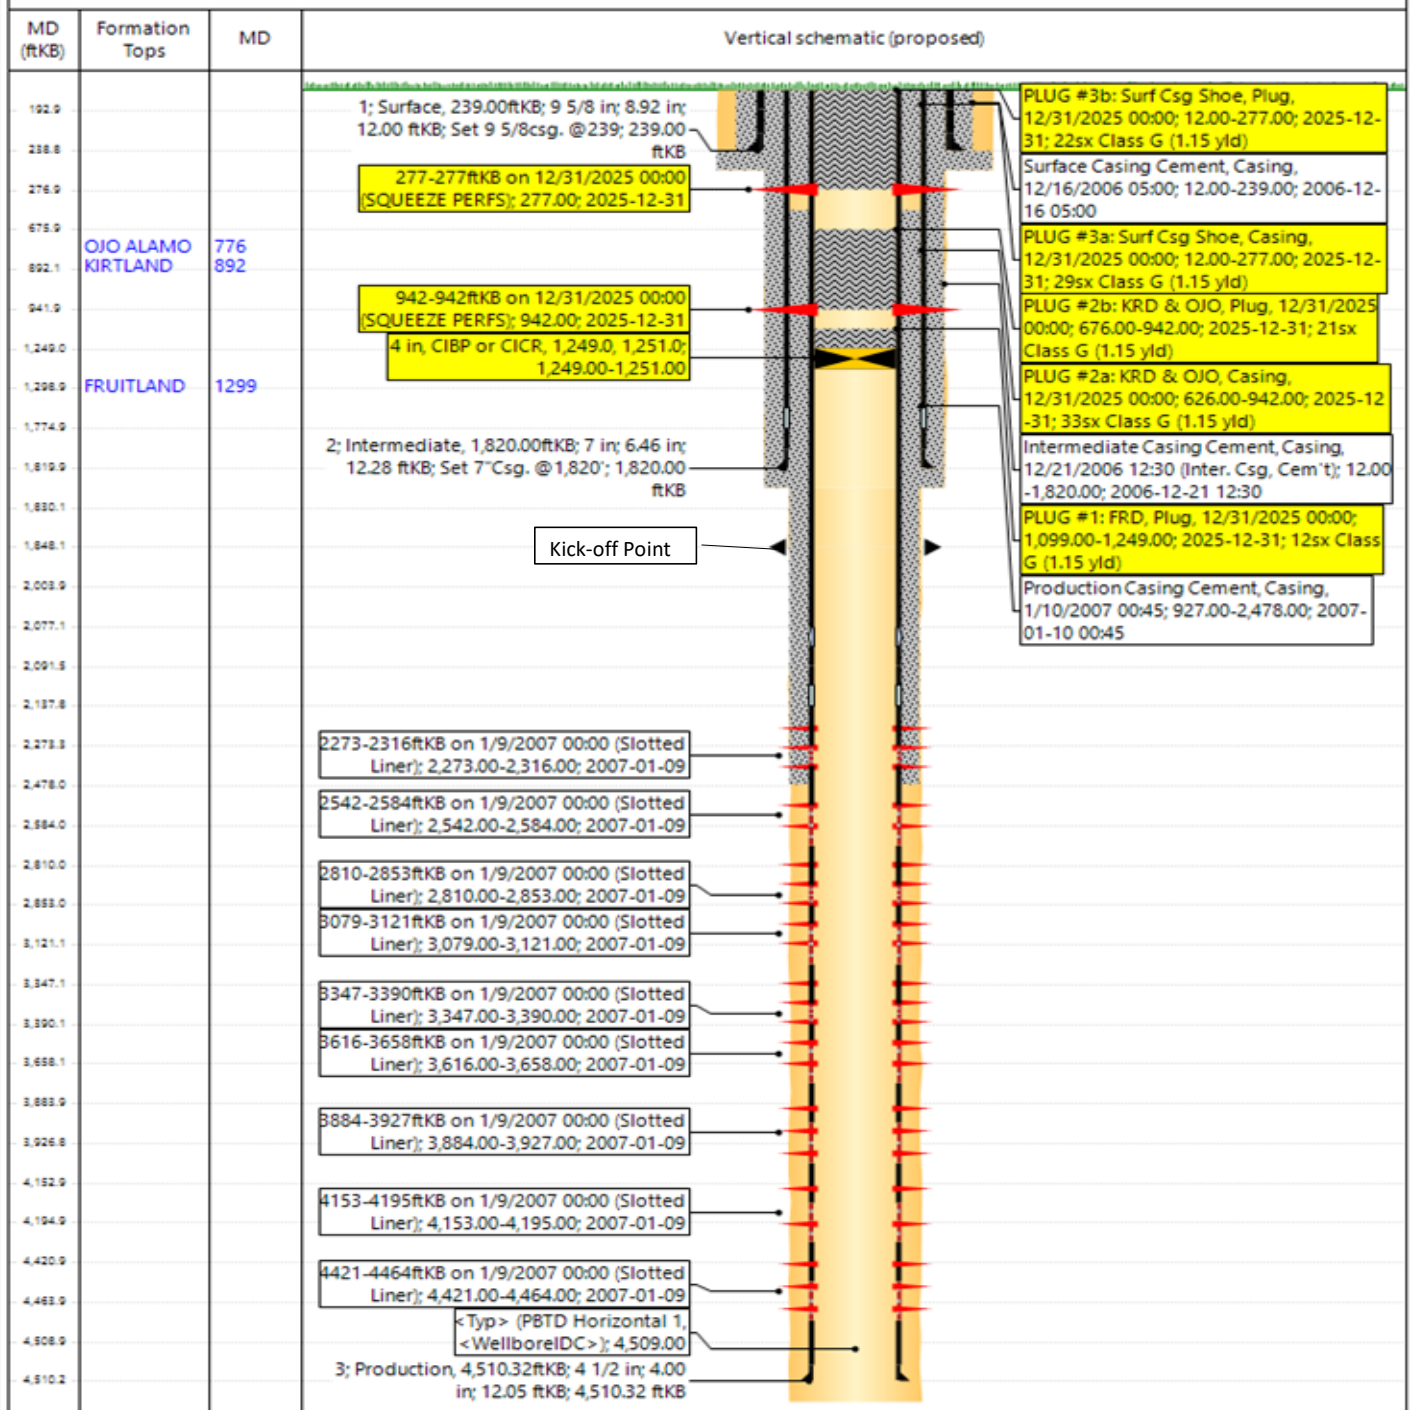 MD
(ftKB)
Formation
Tops
MD
Vertical schematic (proposed)
192.9
238.8
276.9
675.9
892.1
941.9
1,249.0
1,298.9
1,774.9
1,819.9
1,830.1
1,848.1
2,003.9
2,077.1
2,091.5
2,137.8
2,273.3
2,478.0
2,584.0
2,810.0
2,853.0
3,121.1
3,347.1
3,390.1
3,658.1
3,883.9
3,926.8
4,152.9
4,194.9
4,420.9
4,463.9
4,508.9
4,510.2
OJO ALAMO 776
KIRTLAND 892
FRUITLAND 1299
1; Surface, 239.00ftKB; 9 5/8 in; 8.92 in;
12.00 ftKB; Set 9 5/8csg. @239; 239.00
ftKB
277-277ftKB on 12/31/2025 00:00
(SQUEEZE PERFS); 277.00; 2025-12-31
942-942ftKB on 12/31/2025 00:00
(SQUEEZE PERFS); 942.00; 2025-12-31
4 in, CIBP or CICR, 1,249.0, 1,251.0;
1,249.00-1,251.00
2; Intermediate, 1,820.00ftKB; 7 in; 6.46 in;
12.28 ftKB; Set 7"Csg. @1,820'; 1,820.00
ftKB
Kick-off Point
2273-2316ftKB on 1/9/2007 00:00 (Slotted
Liner); 2,273.00-2,316.00; 2007-01-09
2542-2584ftKB on 1/9/2007 00:00 (Slotted
Liner); 2,542.00-2,584.00; 2007-01-09
2810-2853ftKB on 1/9/2007 00:00 (Slotted
Liner); 2,810.00-2,853.00; 2007-01-09
3079-3121ftKB on 1/9/2007 00:00 (Slotted
Liner); 3,079.00-3,121.00; 2007-01-09
3347-3390ftKB on 1/9/2007 00:00 (Slotted
Liner); 3,347.00-3,390.00; 2007-01-09
3616-3658ftKB on 1/9/2007 00:00 (Slotted
Liner); 3,616.00-3,658.00; 2007-01-09
3884-3927ftKB on 1/9/2007 00:00 (Slotted
Liner); 3,884.00-3,927.00; 2007-01-09
4153-4195ftKB on 1/9/2007 00:00 (Slotted
Liner); 4,153.00-4,195.00; 2007-01-09
4421-4464ftKB on 1/9/2007 00:00 (Slotted
Liner); 4,421.00-4,464.00; 2007-01-09
<Typ> (PBTD Horizontal 1,
<WellboreIDC>); 4,509.00
3; Production, 4,510.32ftKB; 4 1/2 in; 4.00
in; 12.05 ftKB; 4,510.32 ftKB
PLUG #3b: Surf Csg Shoe, Plug,
12/31/2025 00:00; 12.00-277.00; 2025-12-
31; 22sx Class G (1.15 yld)
Surface Casing Cement, Casing,
12/16/2006 05:00; 12.00-239.00; 2006-12-
16 05:00
PLUG #3a: Surf Csg Shoe, Casing,
12/31/2025 00:00; 12.00-277.00; 2025-12-
31; 29sx Class G (1.15 yld)
PLUG #2b: KRD & OJO, Plug, 12/31/2025
00:00; 676.00-942.00; 2025-12-31; 21sx
Class G (1.15 yld)
PLUG #2a: KRD & OJO, Casing,
12/31/2025 00:00; 626.00-942.00; 2025-12
-31; 33sx Class G (1.15 yld)
Intermediate Casing Cement, Casing,
12/21/2006 12:30 (Inter. Csg, Cem't); 12.00
-1,820.00; 2006-12-21 12:30
PLUG #1: FRD, Plug, 12/31/2025 00:00;
1,099.00-1,249.00; 2025-12-31; 12sx Class
G (1.15 yld)
Production Casing Cement, Casing,
1/10/2007 00:45; 927.00-2,478.00; 2007-
01-10 00:45